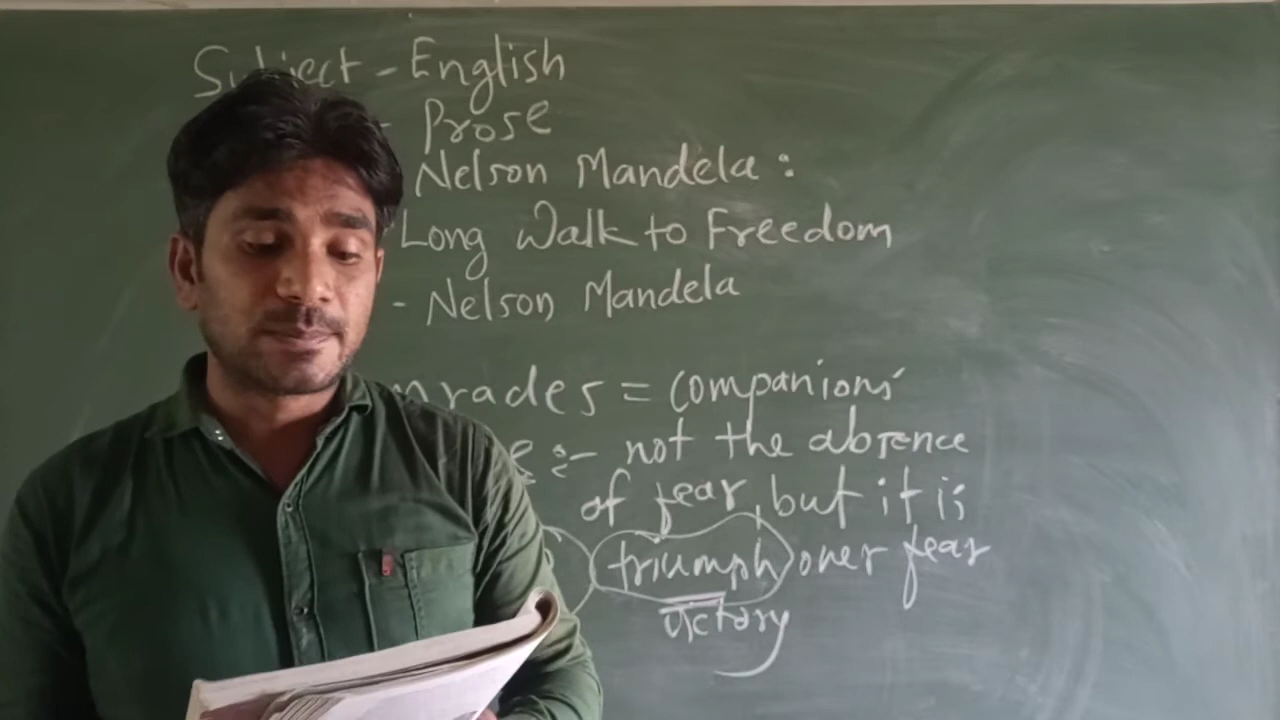 Subject - English
- Prose
Nelson Mandela :
Long Walk to Freedom
- Nelson Mandela
mrades = companions
:- not the absence
of fear, but it is
triumph over fear
victory